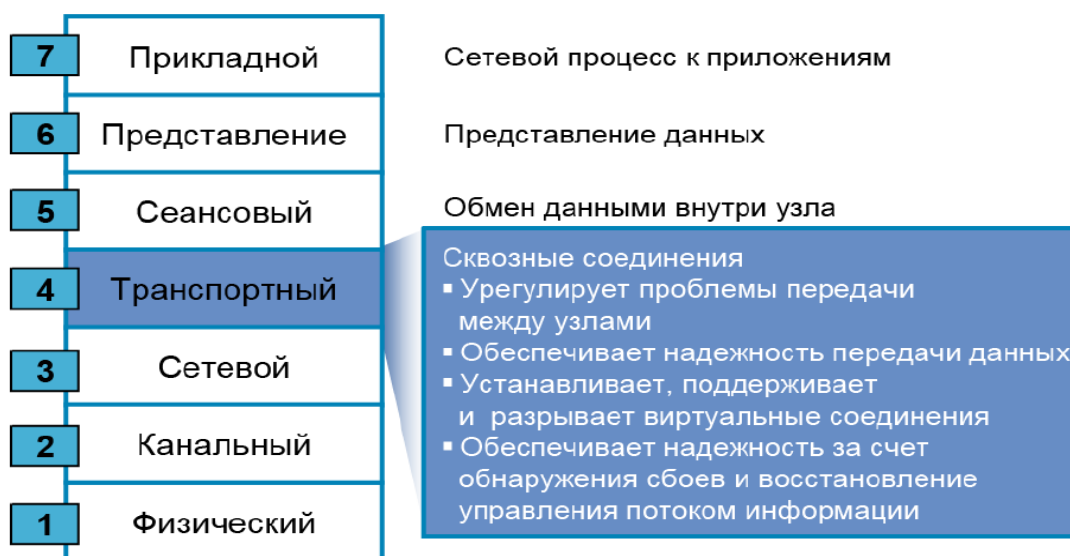 7 Прикладной Сетевой процесс к приложениям
6 Представление Представление данных
5 Сеансовый Обмен данными внутри узла
4 Транспортный
Сквозные соединения
▪ Урегулирует проблемы передачи
между узлами
▪ Обеспечивает надежность передачи данных
▪ Устанавливает, поддерживает
и разрывает виртуальные соединения
▪ Обеспечивает надежность за счет
обнаружения сбоев и восстановление
управления потоком информации
3 Сетевой
2 Канальный
1 Физический